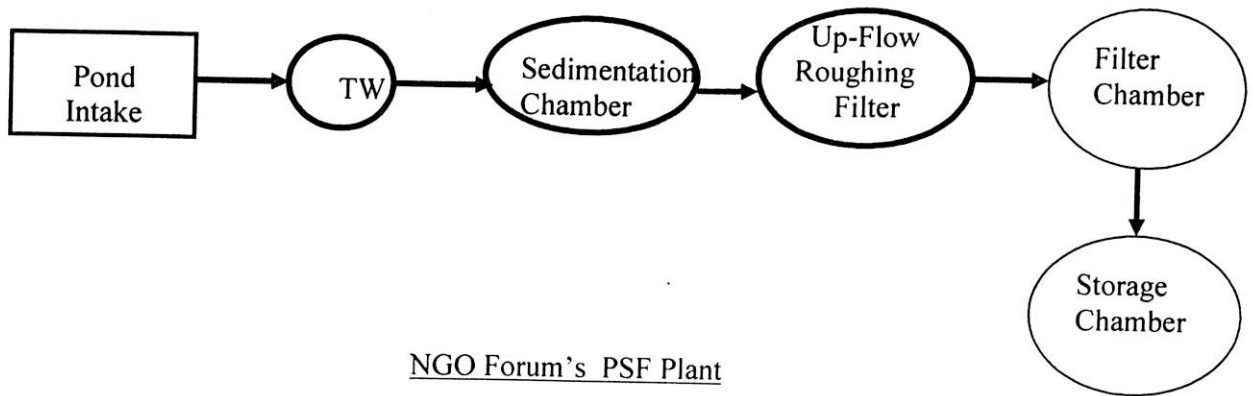 Pond
Intake
TW
Sedimentation
Chamber
Up-Flow
Roughing
Filter
Filter
Chamber
Storage
Chamber
NGO Forum's PSF Plant